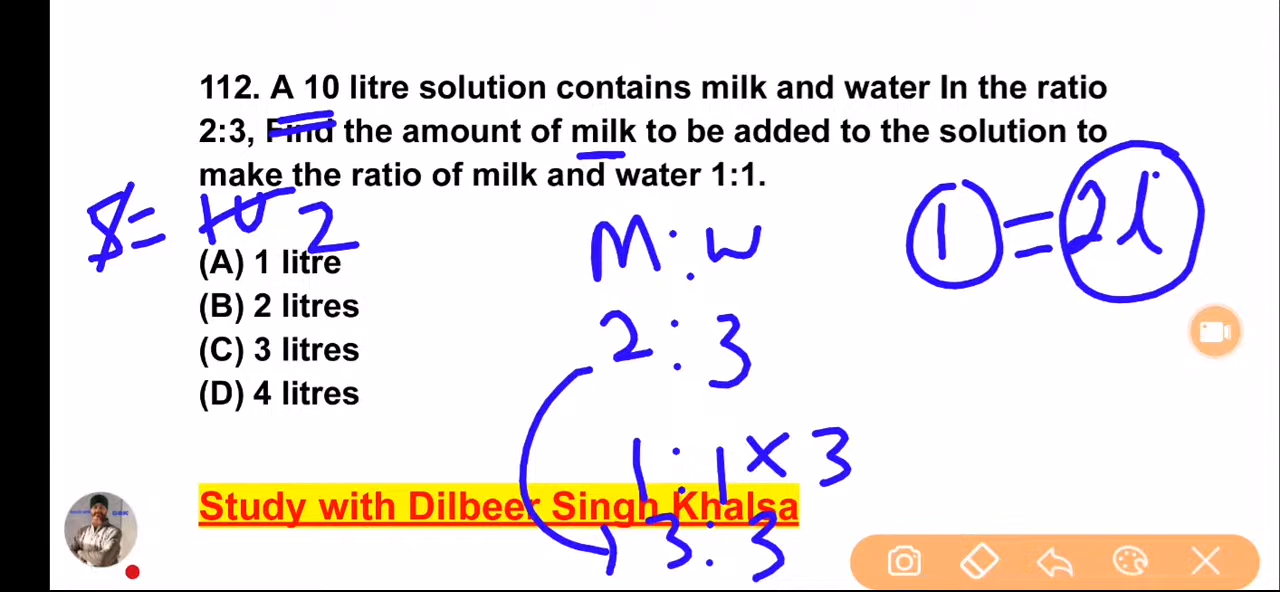 112. A 10 litre solution contains milk and water In the ratio
2:3, Find the amount of milk to be added to the solution to
make the ratio of milk and water 1:1.
8 = 10 2
(A) 1 litre
(B) 2 litres
(C) 3 litres
(D) 4 litres
M : W
2 : 3
1 : 1 × 3
3 : 3
1 = 2l
Study with Dilbeer Singh Khalsa